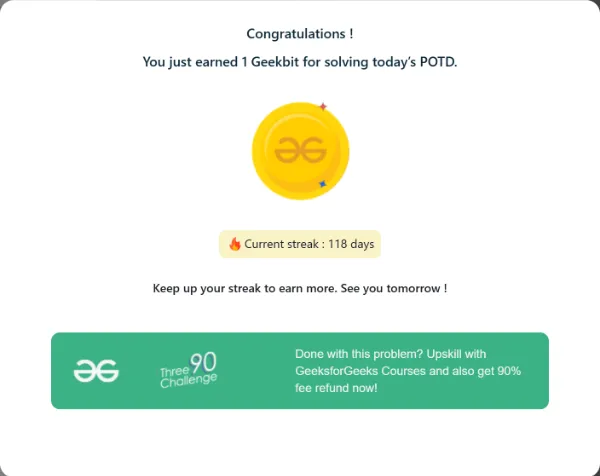 Congratulations !
You just earned 1 Geekbit for solving today’s POTD.
Current streak : 118 days
Keep up your streak to earn more. See you tomorrow !
Three 90
Challenge
Done with this problem? Upskill with
GeeksforGeeks Courses and also get 90%
fee refund now!